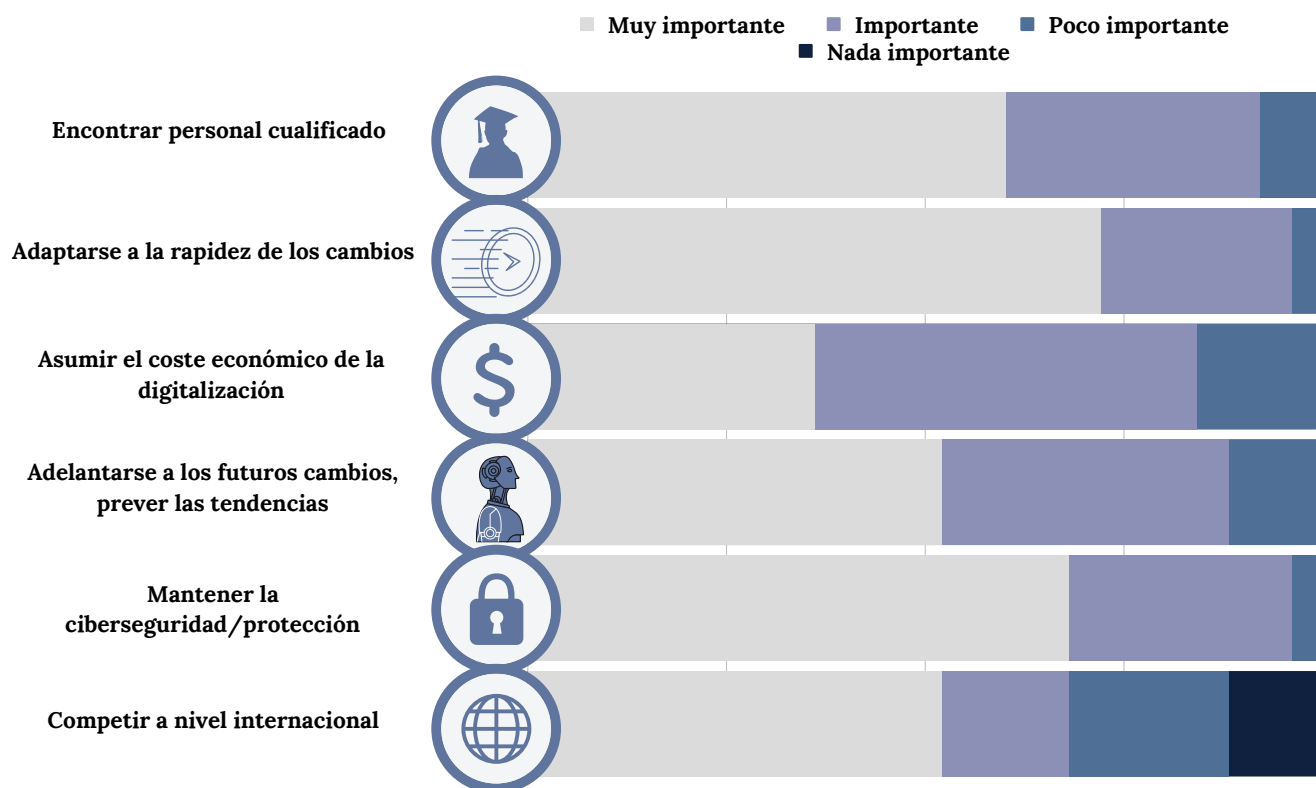 Muy importante Importante Poco importante
Nada importante
Encontrar personal cualificado
Adaptarse a la rapidez de los cambios
Asumir el coste económico de la
digitalización
Adelantarse a los futuros cambios,
prever las tendencias
Mantener la
ciberseguridad/protección
Competir a nivel internacional